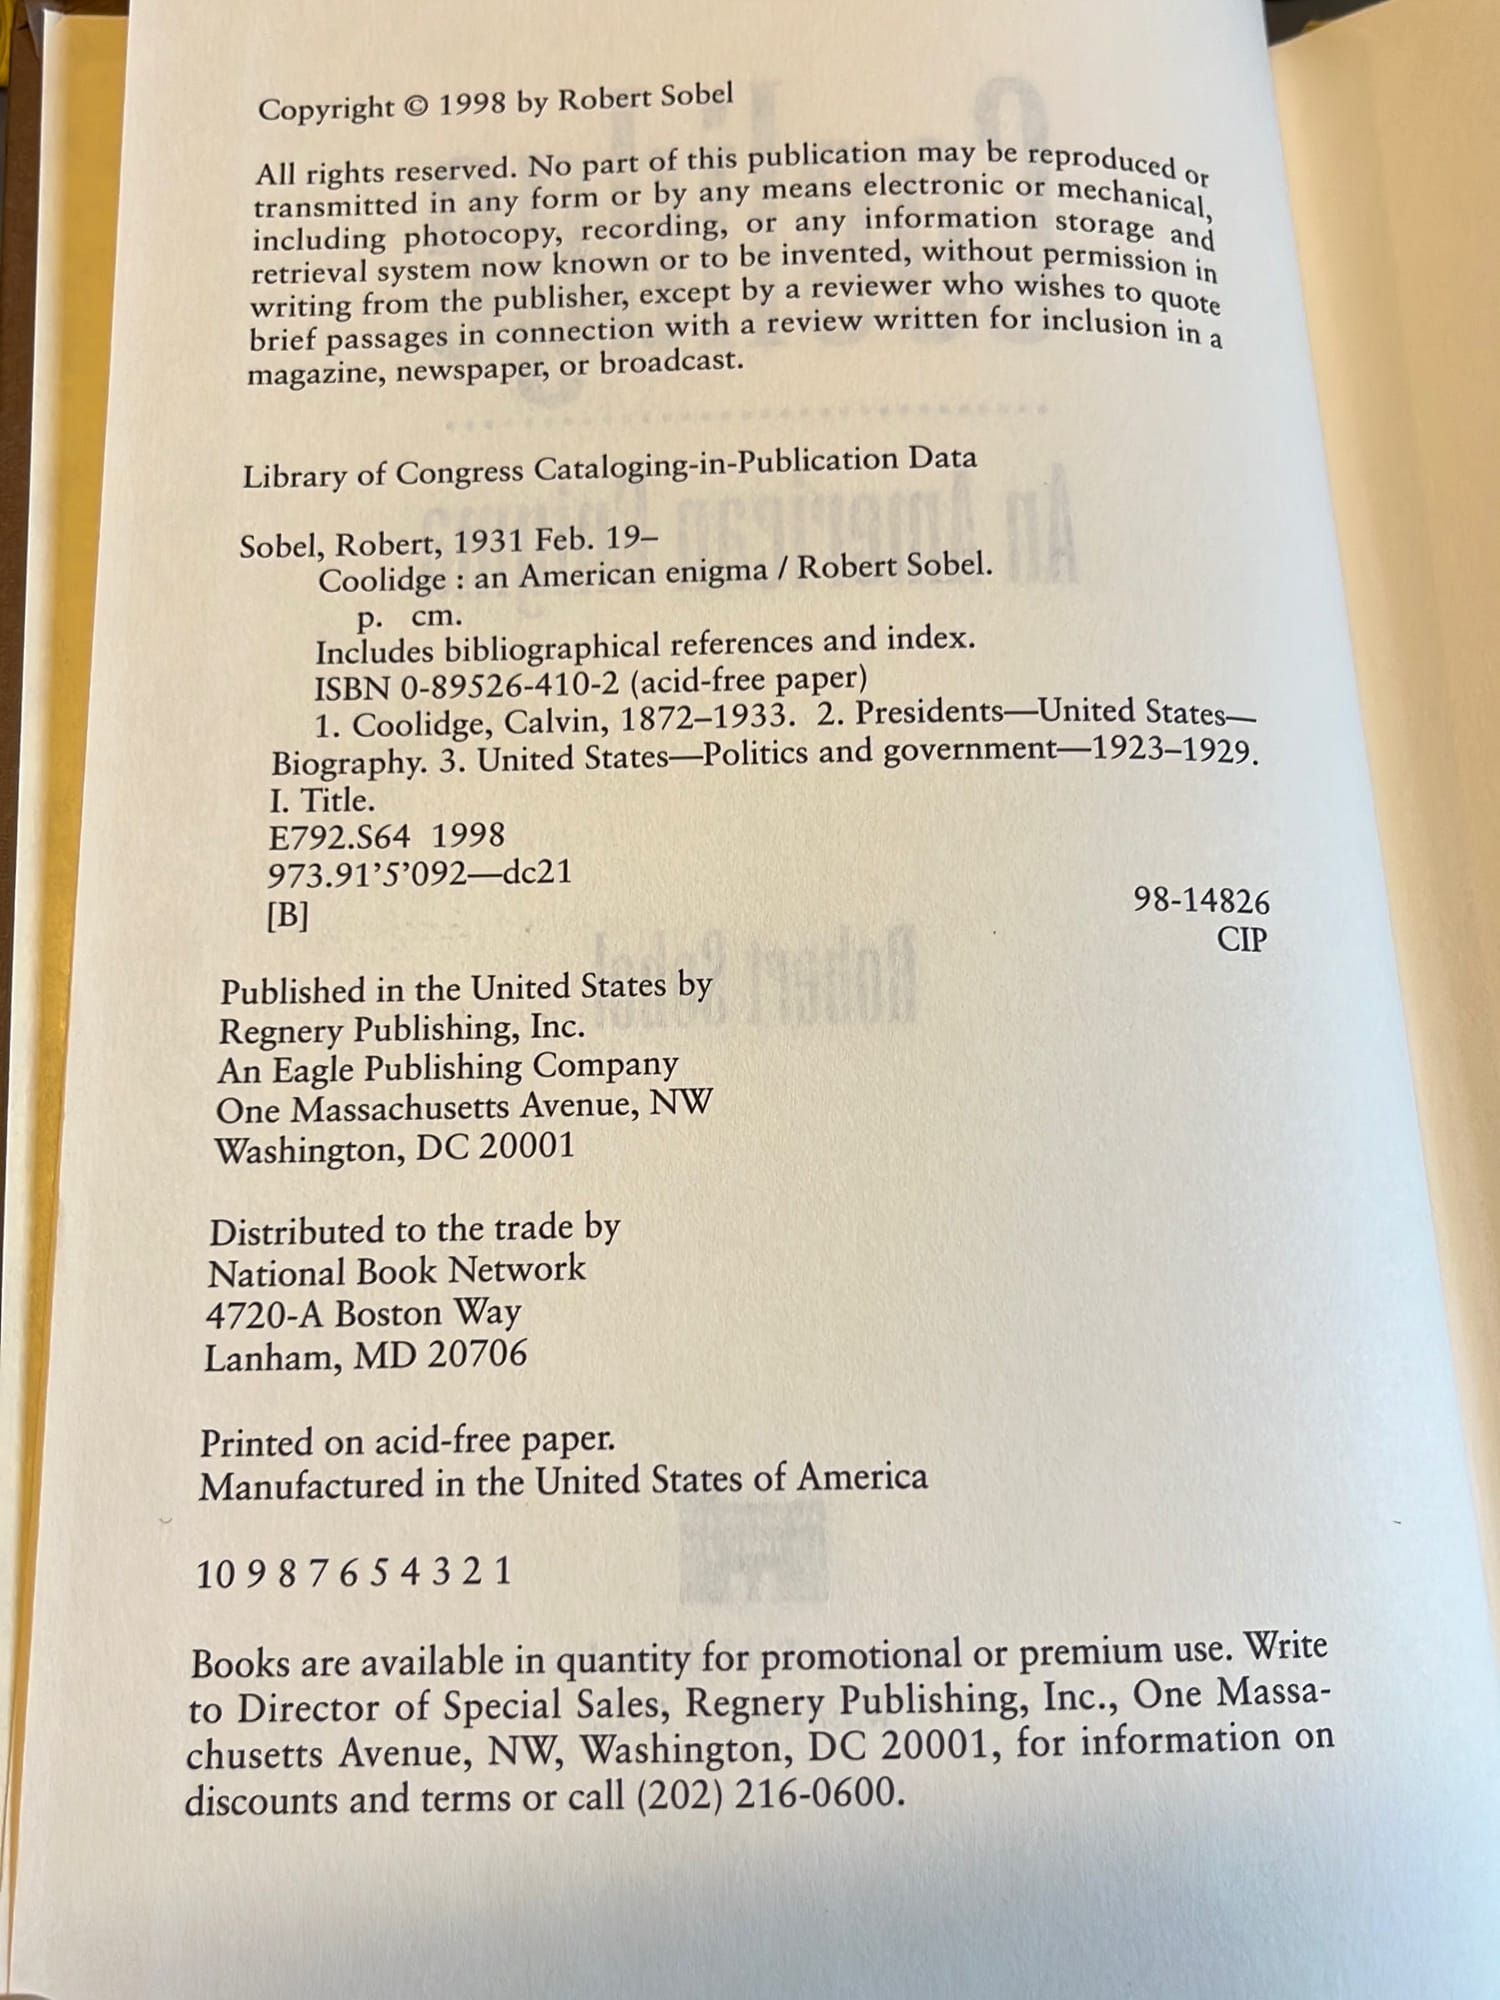 Copyright © 1998 by Robert Sobel
All rights reserved. No part of this publication may be reproduced or
transmitted in any form or by any means electronic or mechanical,
including photocopy, recording, or any information storage and
retrieval system now known or to be invented, without permission in
writing from the publisher, except by a reviewer who wishes to quote
brief passages in connection with a review written for inclusion in a
magazine, newspaper, or broadcast.
Library of Congress Cataloging-in-Publication Data
Sobel, Robert, 1931 Feb. 19–
Coolidge : an American enigma / Robert Sobel.
p. cm.
Includes bibliographical references and index.
ISBN 0-89526-410-2 (acid-free paper)
1. Coolidge, Calvin, 1872–1933. 2. Presidents—United States—
Biography. 3. United States—Politics and government—1923–1929.
I. Title.
E792.S64 1998
973.91’5’092—dc21
[B]
98-14826
CIP
Published in the United States by
Regnery Publishing, Inc.
An Eagle Publishing Company
One Massachusetts Avenue, NW
Washington, DC 20001
Distributed to the trade by
National Book Network
4720-A Boston Way
Lanham, MD 20706
Printed on acid-free paper.
Manufactured in the United States of America
10 9 8 7 6 5 4 3 2 1
Books are available in quantity for promotional or premium use. Write
to Director of Special Sales, Regnery Publishing, Inc., One Massa-
chusetts Avenue, NW, Washington, DC 20001, for information on
discounts and terms or call (202) 216-0600.